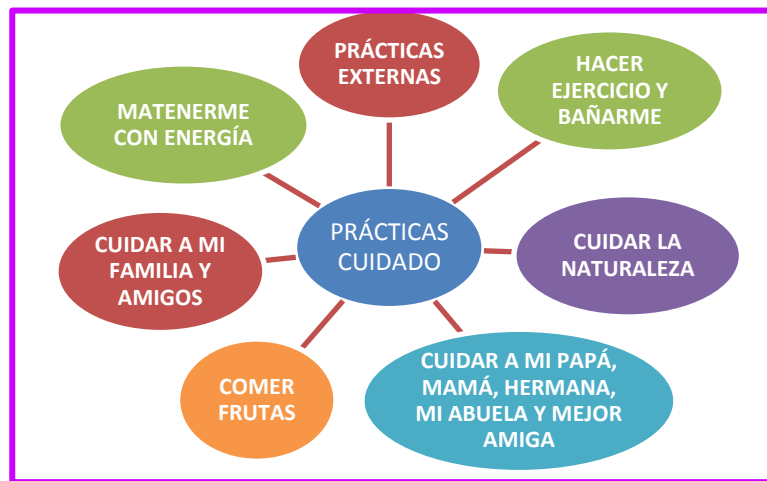 PRÁCTICAS
EXTERNAS
HACER
EJERCICIO Y
BAÑARME
MATENERME
CON ENERGÍA
PRÁCTICAS
CUIDADO
CUIDAR LA
NATURALEZA
CUIDAR A MI
FAMILIA Y
AMIGOS
CUIDAR A MI PAPÁ,
MAMÁ, HERMANA,
MI ABUELA Y MEJOR
AMIGA
COMER
FRUTAS